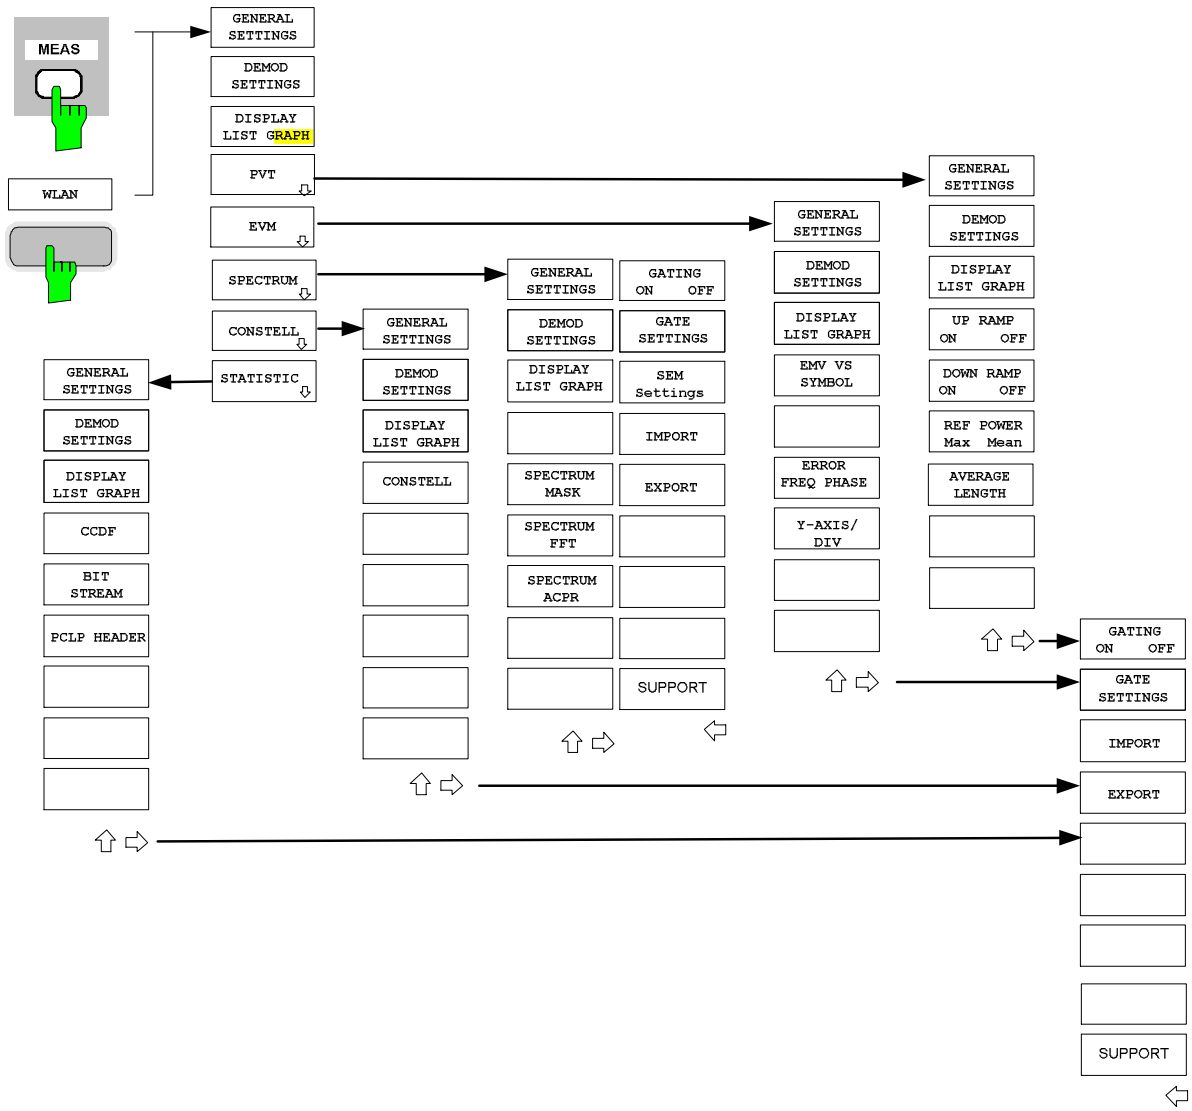 MEAS
WLAN
GENERAL
SETTINGS
DEMOD
SETTINGS
DISPLAY
LIST GRAPH
PVT
EVM
SPECTRUM
CONSTELL
STATISTIC
GENERAL
SETTINGS
DEMOD
SETTINGS
DISPLAY
LIST GRAPH
CCDF
BIT
STREAM
PCLP HEADER
GENERAL
SETTINGS
DEMOD
SETTINGS
DISPLAY
LIST GRAPH
CONSTELL
GENERAL
SETTINGS
DEMOD
SETTINGS
DISPLAY
LIST GRAPH
SPECTRUM
MASK
SPECTRUM
FFT
SPECTRUM
ACPR
GATING
ON OFF
GATE
SETTINGS
SEM
Settings
IMPORT
EXPORT
SUPPORT
GENERAL
SETTINGS
DEMOD
SETTINGS
DISPLAY
LIST GRAPH
EMV VS
SYMBOL
ERROR
FREQ PHASE
Y-AXIS/
DIV
GENERAL
SETTINGS
DEMOD
SETTINGS
DISPLAY
LIST GRAPH
UP RAMP
ON OFF
DOWN RAMP
ON OFF
REF POWER
Max Mean
AVERAGE
LENGTH
GATING
ON OFF
GATE
SETTINGS
IMPORT
EXPORT
SUPPORT